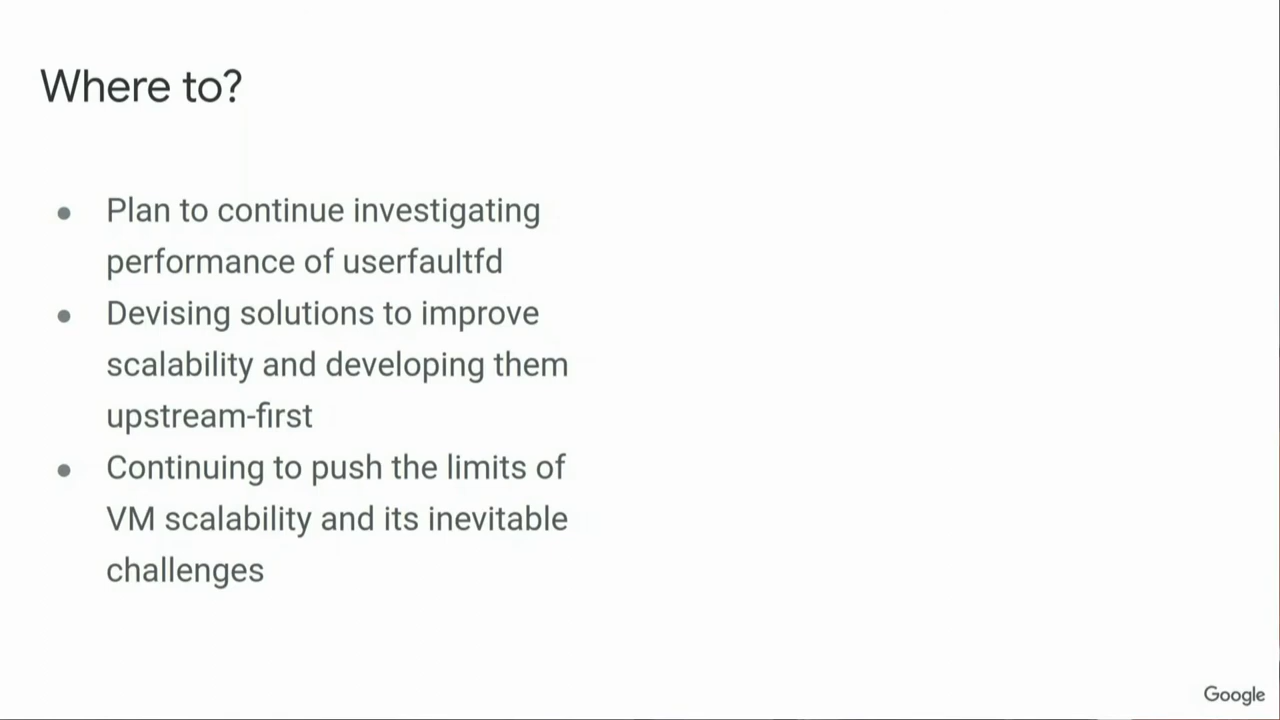 Where to?
● Plan to continue investigating
performance of userfaultfd
● Devising solutions to improve
scalability and developing them
upstream-first
● Continuing to push the limits of
VM scalability and its inevitable
challenges
Google